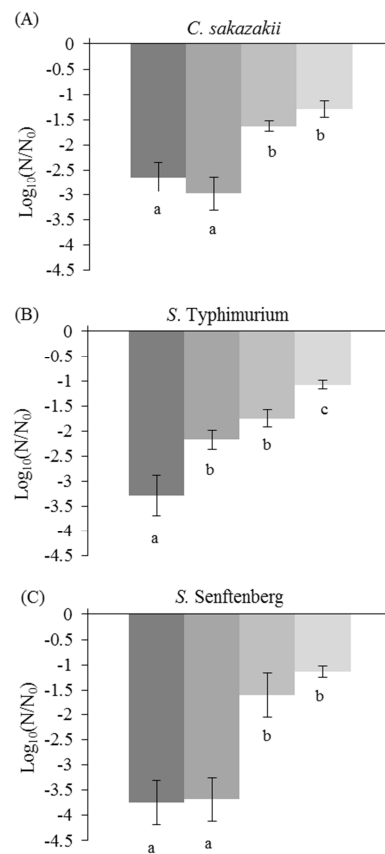 (A)
C. sakazakii
Log10(N/N0)
0
-0.5
-1
-1.5
-2
-2.5
-3
-3.5
-4
-4.5
a
a
b
b
(B)
S. Typhimurium
Log10(N/N0)
0
-0.5
-1
-1.5
-2
-2.5
-3
-3.5
-4
-4.5
a
b
b
c
(C)
S. Senftenberg
Log10(N/N0)
0
-0.5
-1
-1.5
-2
-2.5
-3
-3.5
-4
-4.5
a
a
b
b